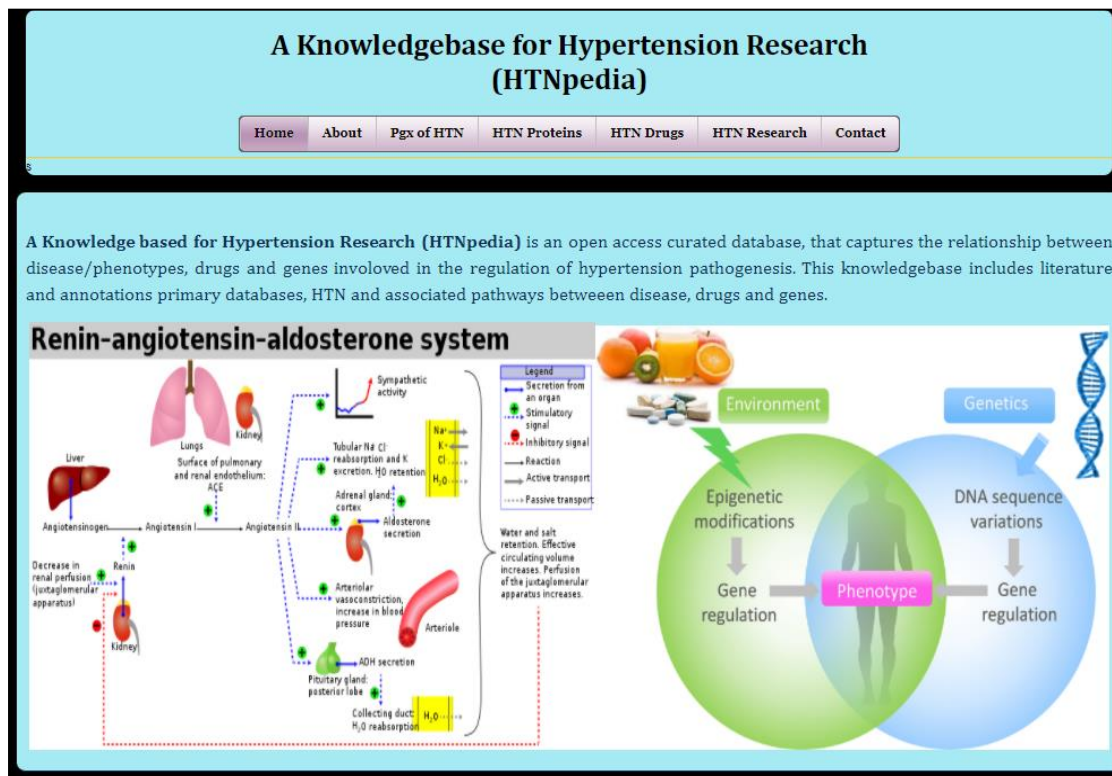 A Knowledgebase for Hypertension Research
(HTNpedia)
Home About Pgx of HTN HTN Proteins HTN Drugs HTN Research Contact
s
A Knowledge based for Hypertension Research (HTNpedia) is an open access curated database, that captures the relationship between
disease/phenotypes, drugs and genes involoved in the regulation of hypertension pathogenesis. This knowledgebase includes literature
and annotations primary databases, HTN and associated pathways betweeen disease, drugs and genes.
Renin-angiotensin-aldosterone system
Lungs
Kidney
Surface of pulmonary
and renal endothelium:
ACE
Liver
Angiotensinogen
Angiotensin I
Angiotensin II
Decrease in
renal perfusion
(juxtaglomerular
apparatus)
Renin
Kidney
Sympathetic
activity
Tubular Na Cl
reabsorption and K
excretion. H₂O retention
Adrenal gland:
cortex
Aldosterone
secretion
Arteriolar
vasoconstriction,
increase in blood
pressure
Arteriole
ADH secretion
Pituitary gland:
posterior lobe
Collecting duct:
H₂O reabsorption
H₂O
Na⁺
K⁺
Cl⁻
H₂O
Legend
Secretion from
an organ
Stimulatory
signal
Inhibitory signal
Reaction
Active transport
Passive transport
Water and salt
retention. Effective
circulating volume
increases. Perfusion
of the juxtaglomerular
apparatus increases.
Environment
Genetics
Epigenetic
modifications
Gene
regulation
Phenotype
DNA sequence
variations
Gene
regulation